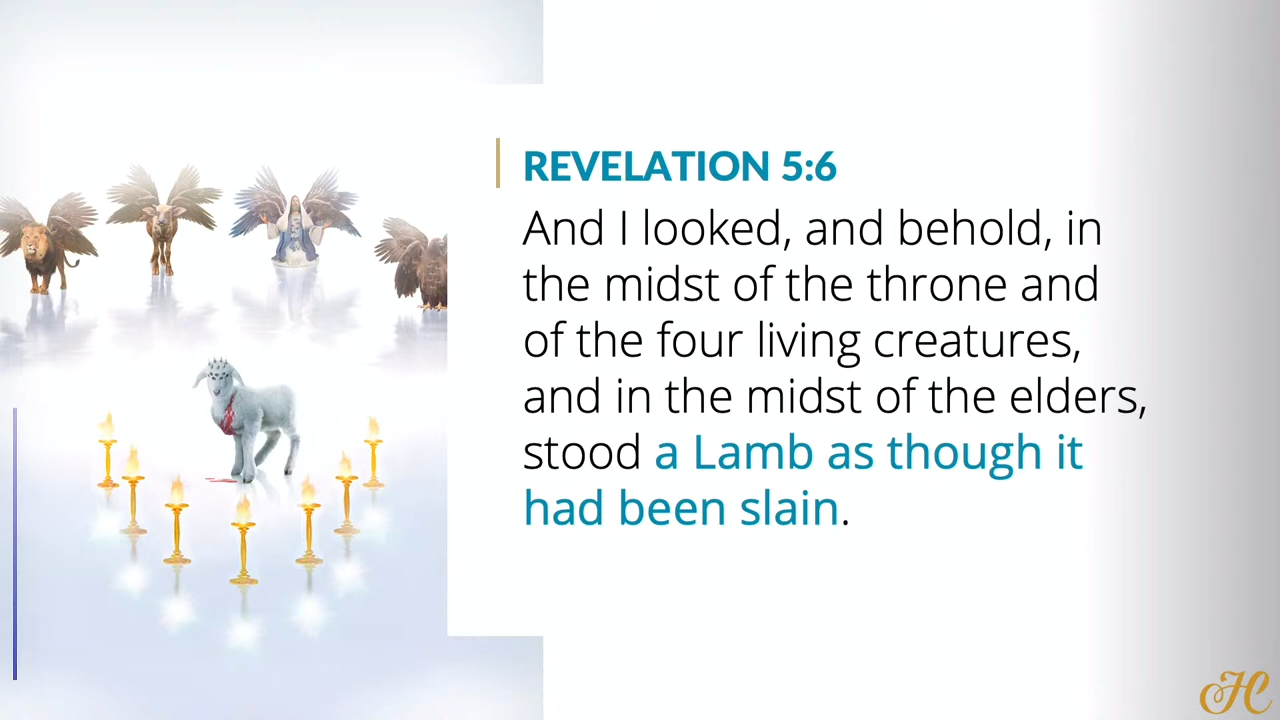 REVELATION 5:6
And I looked, and behold, in
the midst of the throne and
of the four living creatures,
and in the midst of the elders,
stood a Lamb as though it
had been slain.
HC